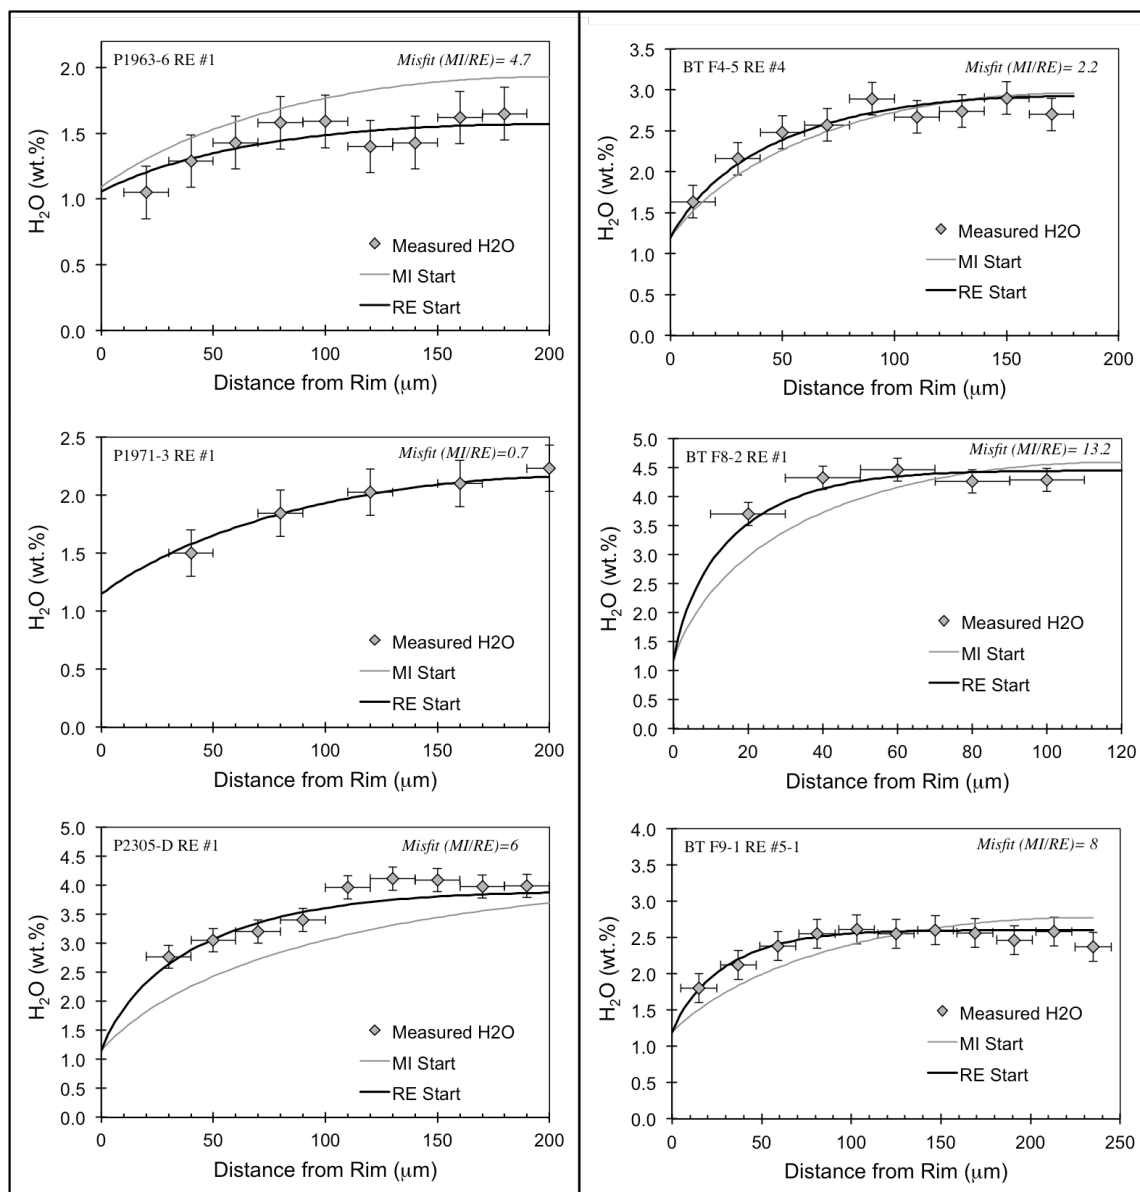 P1963-6 RE #1
Misfit (MI/RE)= 4.7
H₂O (wt.%)
2.0
1.5
1.0
0.5
0.0
Measured H2O
MI Start
RE Start
0 50 100 150 200
Distance from Rim (μm)
BT F4-5 RE #4
Misfit (MI/RE)= 2.2
H₂O (wt.%)
3.5
3.0
2.5
2.0
1.5
1.0
0.5
0.0
Measured H2O
MI Start
RE Start
0 50 100 150 200
Distance from Rim (μm)
P1971-3 RE #1
Misfit (MI/RE)=0.7
H₂O (wt.%)
2.5
2.0
1.5
1.0
0.5
0.0
Measured H2O
MI Start
RE Start
0 50 100 150 200
Distance from Rim (μm)
BT F8-2 RE #1
Misfit (MI/RE)= 13.2
H₂O (wt.%)
5.0
4.5
4.0
3.5
3.0
2.5
2.0
1.5
1.0
0.5
0.0
Measured H2O
MI Start
RE Start
0 20 40 60 80 100 120
Distance from Rim (μm)
P2305-D RE #1
Misfit (MI/RE)=6
H₂O (wt.%)
5.0
4.5
4.0
3.5
3.0
2.5
2.0
1.5
1.0
0.5
0.0
Measured H2O
MI Start
RE Start
0 50 100 150 200
Distance from Rim (μm)
BT F9-1 RE #5-1
Misfit (MI/RE)= 8
H₂O (wt.%)
4.0
3.5
3.0
2.5
2.0
1.5
1.0
0.5
0.0
Measured H2O
MI Start
RE Start
0 50 100 150 200 250
Distance from Rim (μm)